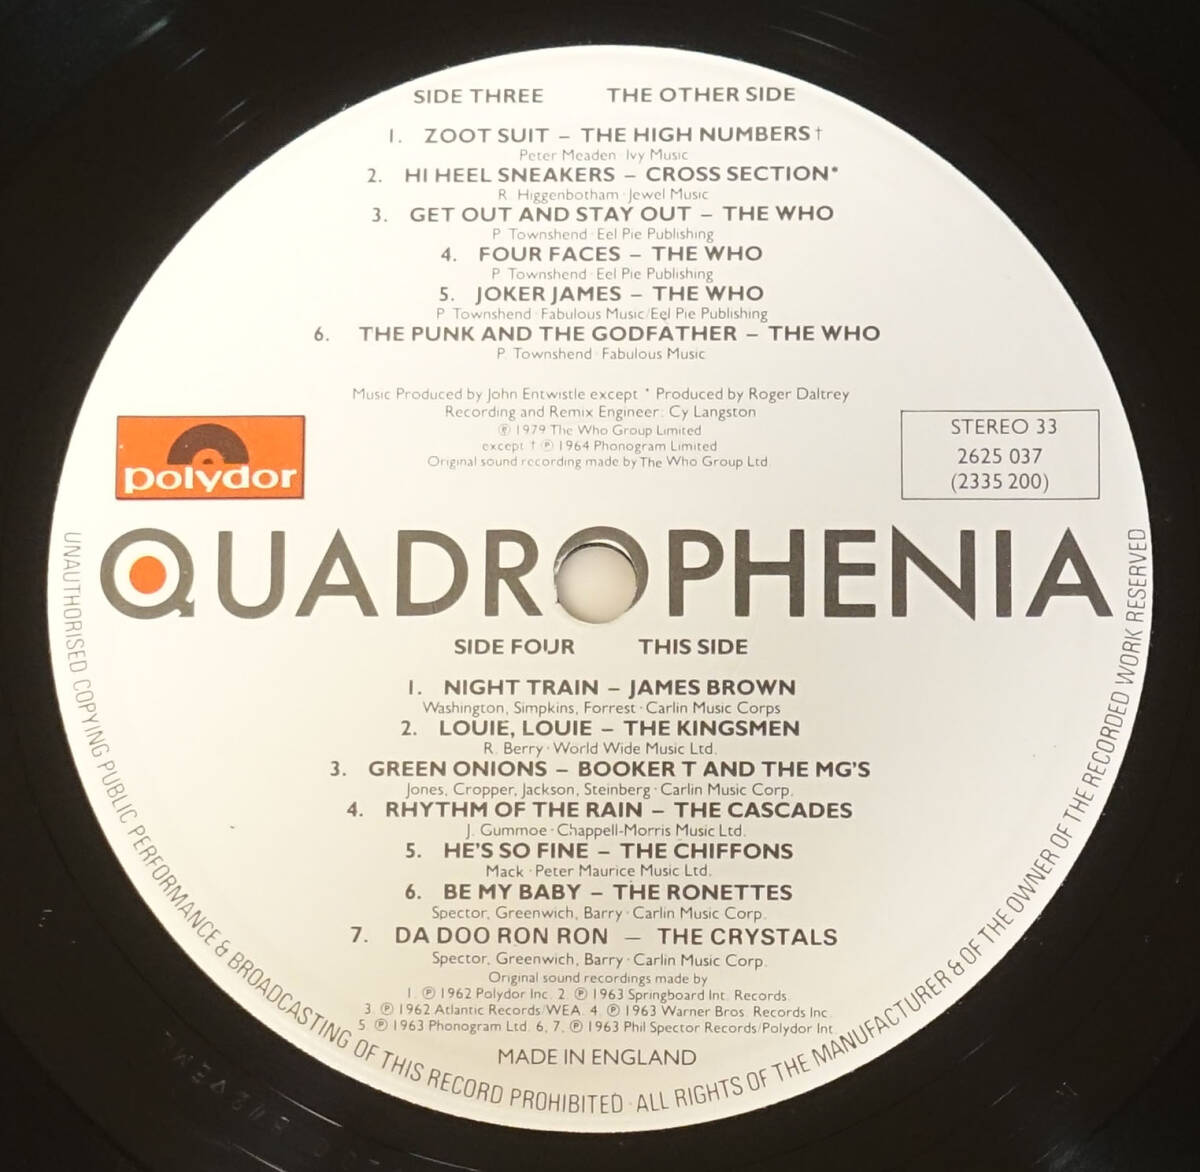 SIDE THREE THE OTHER SIDE
1. ZOOT SUIT – THE HIGH NUMBERS †
Peter Meaden · Ivy Music
2. HI HEEL SNEAKERS – CROSS SECTION*
R. Higgenbotham · Jewel Music
3. GET OUT AND STAY OUT – THE WHO
P. Townshend · Eel Pie Publishing
4. FOUR FACES – THE WHO
P. Townshend · Eel Pie Publishing
5. JOKER JAMES – THE WHO
P. Townshend · Fabulous Music/Eel Pie Publishing
6. THE PUNK AND THE GODFATHER – THE WHO
P. Townshend · Fabulous Music
Music Produced by John Entwistle except * Produced by Roger Daltrey
Recording and Remix Engineer: Cy Langston
℗ 1979 The Who Group Limited
except † ℗ 1964 Phonogram Limited
Original sound recording made by The Who Group Ltd.
polydor
STEREO 33
2625 037
(2335 200)
QUADROPHENIA
SIDE FOUR THIS SIDE
1. NIGHT TRAIN – JAMES BROWN
Washington, Simpkins, Forrest · Carlin Music Corps
2. LOUIE, LOUIE – THE KINGSMEN
R. Berry · World Wide Music Ltd.
3. GREEN ONIONS – BOOKER T AND THE MG'S
Jones, Cropper, Jackson, Steinberg · Carlin Music Corp.
4. RHYTHM OF THE RAIN – THE CASCADES
J. Gummoe · Chappell-Morris Music Ltd.
5. HE'S SO FINE – THE CHIFFONS
Mack · Peter Maurice Music Ltd.
6. BE MY BABY – THE RONETTES
Spector, Greenwich, Barry · Carlin Music Corp.
7. DA DOO RON RON – THE CRYSTALS
Spector, Greenwich, Barry · Carlin Music Corp.
Original sound recordings made by
1. ℗ 1962 Polydor Inc. 2. ℗ 1963 Springboard Int. Records.
3. ℗ 1962 Atlantic Records/WEA. 4. ℗ 1963 Warner Bros. Records Inc.
5. ℗ 1963 Phonogram Ltd. 6, 7. ℗ 1963 Phil Spector Records/Polydor Int.
MADE IN ENGLAND
UNAUTHORISED COPYING PUBLIC PERFORMANCE & BROADCASTING OF THIS RECORD PROHIBITED · ALL RIGHTS OF THE MANUFACTURER & OF THE OWNER OF THE RECORDED WORK RESERVED